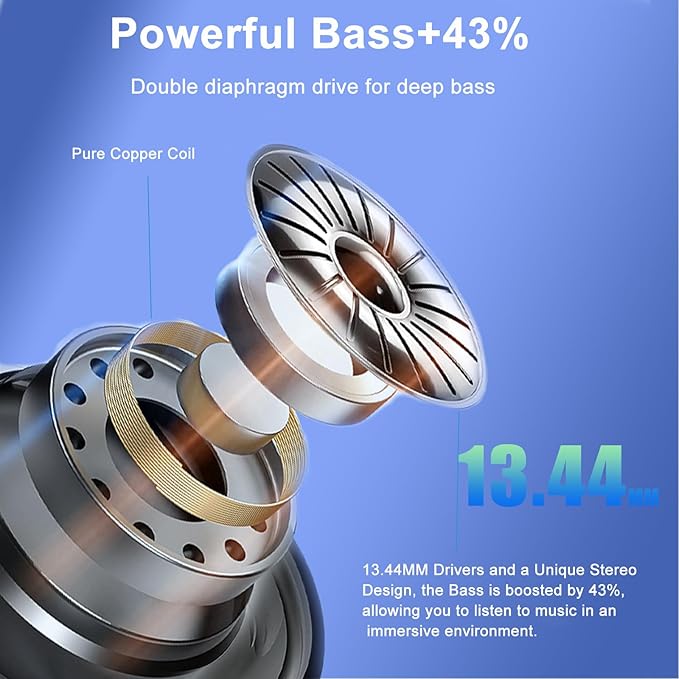 Powerful Bass+43%
Double diaphragm drive for deep bass
Pure Copper Coil
13.44MM
13.44MM Drivers and a Unique Stereo
Design, the Bass is boosted by 43%,
allowing you to listen to music in an
immersive environment.